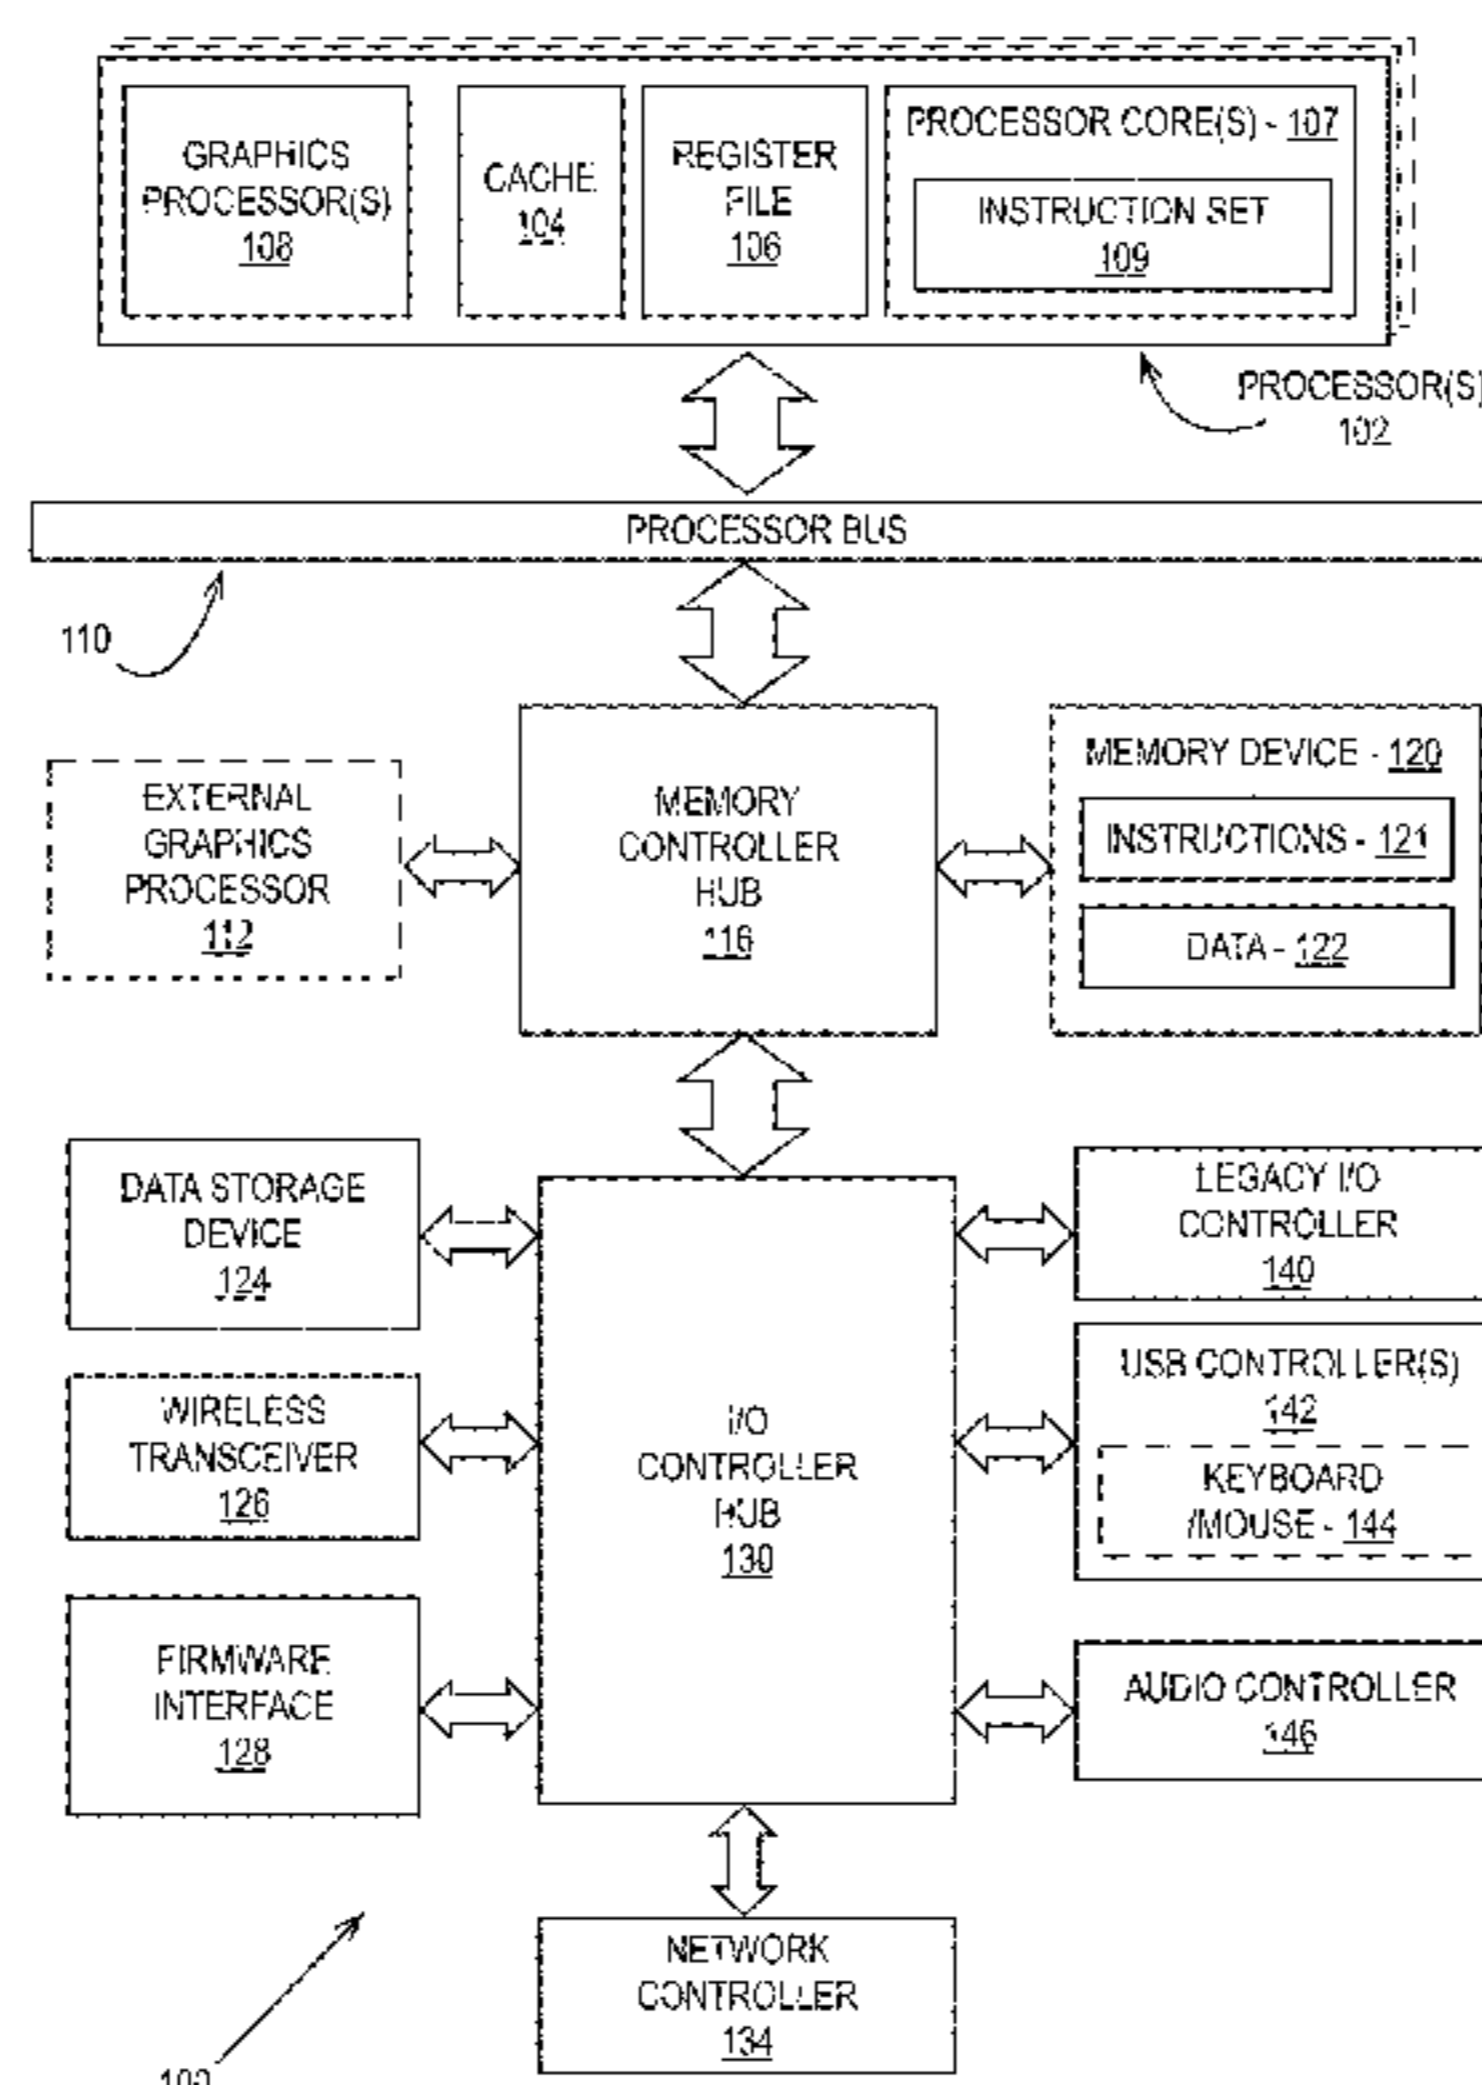 GRAPHICS
PROCESSOR(S)
108
CACHE
104
REGISTER
FILE
106
PROCESSOR CORE(S) - 107
INSTRUCTION SET
109
PROCESSOR(S)
102
PROCESSOR BUS
110
EXTERNAL
GRAPHICS
PROCESSOR
112
MEMORY
CONTROLLER
HUB
116
MEMORY DEVICE - 120
INSTRUCTIONS - 121
DATA - 122
DATA STORAGE
DEVICE
124
WIRELESS
TRANSCEIVER
126
FIRMWARE
INTERFACE
128
I/O
CONTROLLER
HUB
130
LEGACY I/O
CONTROLLER
140
USB CONTROLLER(S)
142
KEYBOARD
/MOUSE - 144
AUDIO CONTROLLER
146
NETWORK
CONTROLLER
134